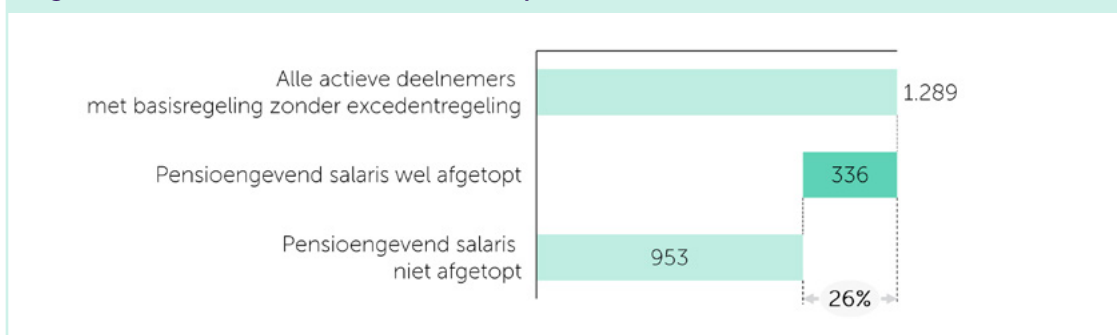 Alle actieve deelnemers
met basisregeling zonder excedentregeling
1.289
Pensioengevend salaris wel afgetopt
336
Pensioengevend salaris
niet afgetopt
953
26%